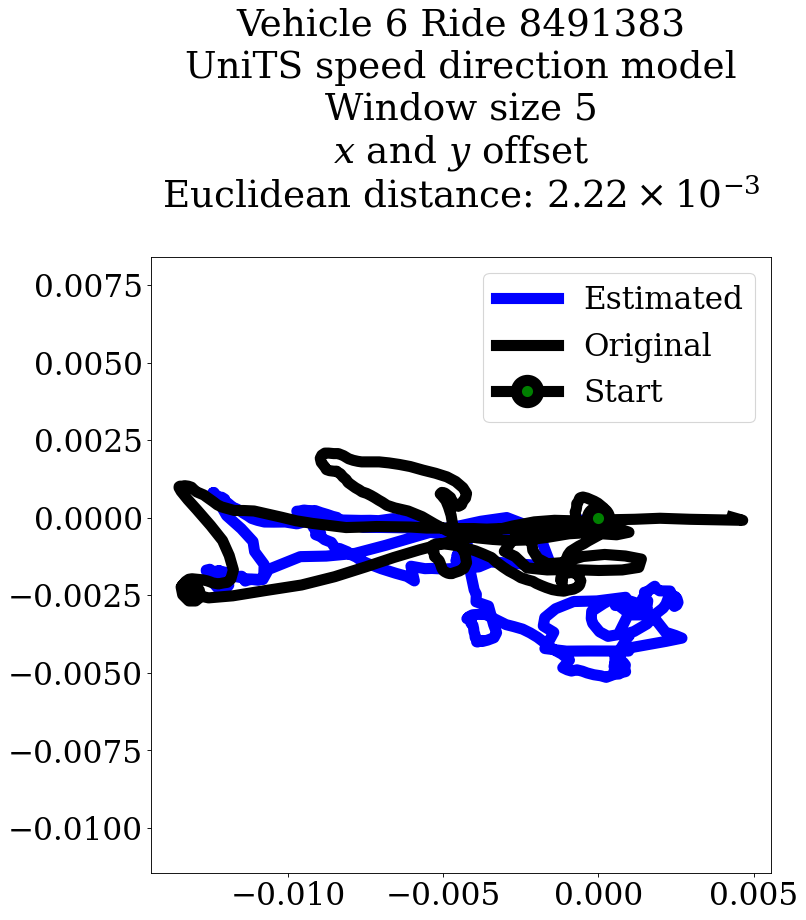 Vehicle 6 Ride 8491383
UniTS speed direction model
Window size 5
x and y offset
Euclidean distance: 2.22 × 10⁻³
Estimated
Original
Start
0.0075
0.0050
0.0025
0.0000
−0.0025
−0.0050
−0.0075
−0.0100
−0.010
−0.005
0.000
0.005